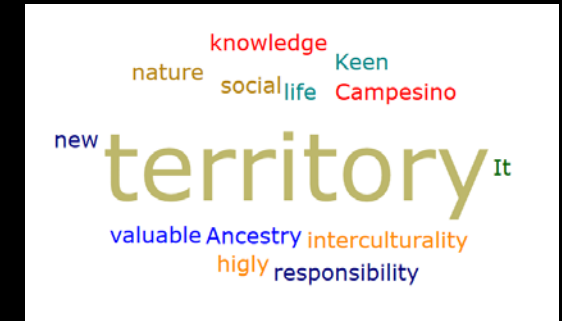 knowledge
Keen
nature social life Campesino
new territory It
valuable Ancestry interculturality
higly responsibility